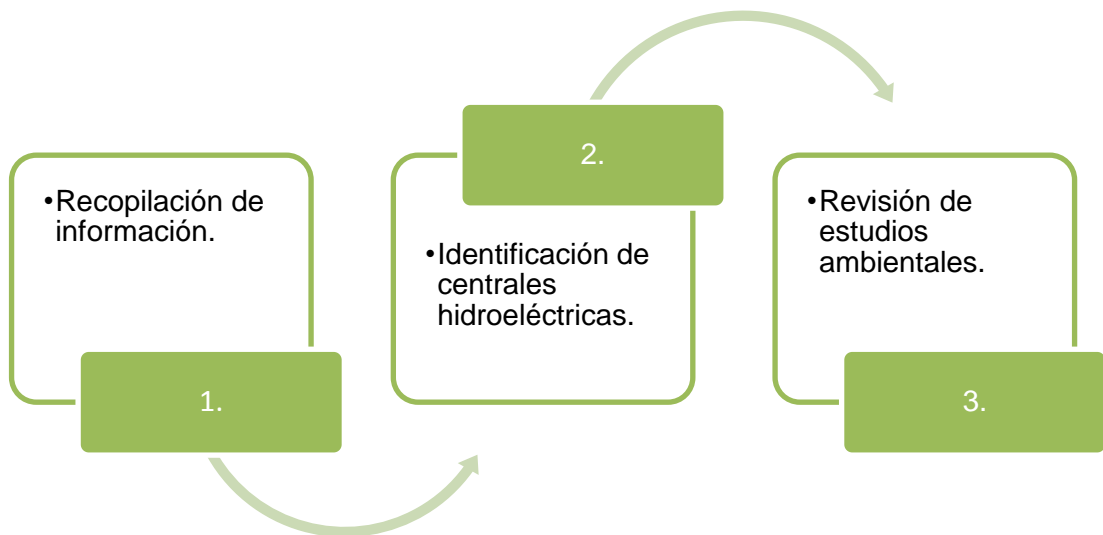 •Recopilación de
información.
1.
2.
•Identificación de
centrales
hidroeléctricas.
•Revisión de
estudios
ambientales.
3.